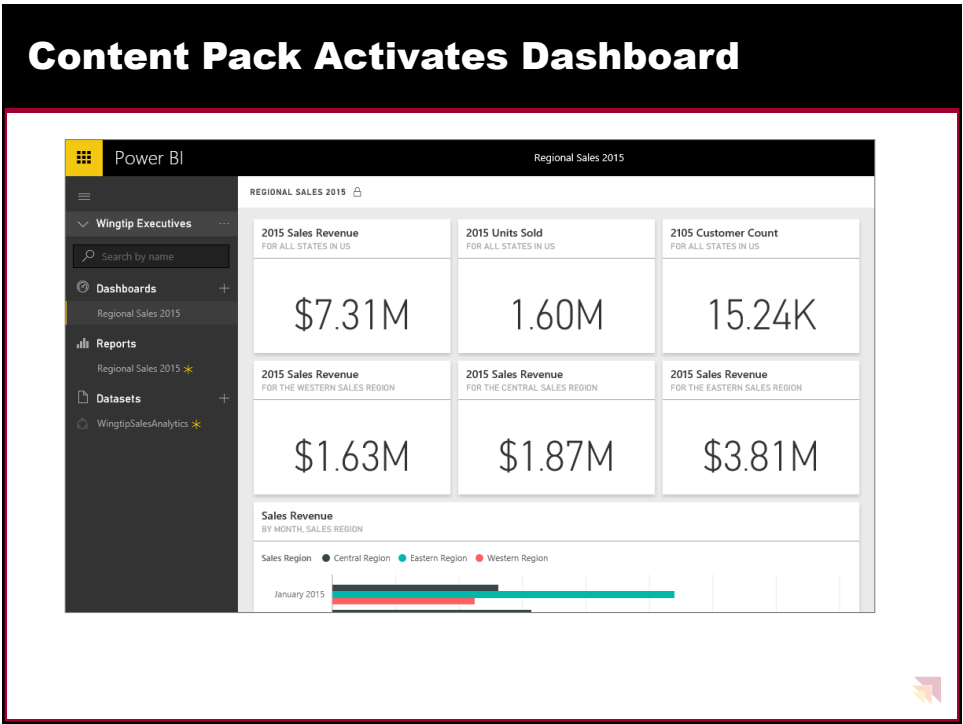 Content Pack Activates Dashboard
Power BI
Regional Sales 2015
Wingtip Executives
Search by name
Dashboards
Regional Sales 2015
Reports
Regional Sales 2015
Datasets
WingtipSalesAnalytics
REGIONAL SALES 2015
2015 Sales Revenue
FOR ALL STATES IN US
$7.31M
2015 Units Sold
FOR ALL STATES IN US
1.60M
2105 Customer Count
FOR ALL STATES IN US
15.24K
2015 Sales Revenue
FOR THE WESTERN SALES REGION
$1.63M
2015 Sales Revenue
FOR THE CENTRAL SALES REGION
$1.87M
2015 Sales Revenue
FOR THE EASTERN SALES REGION
$3.81M
Sales Revenue
BY MONTH, SALES REGION
Sales Region Central Region Eastern Region Western Region
January 2015